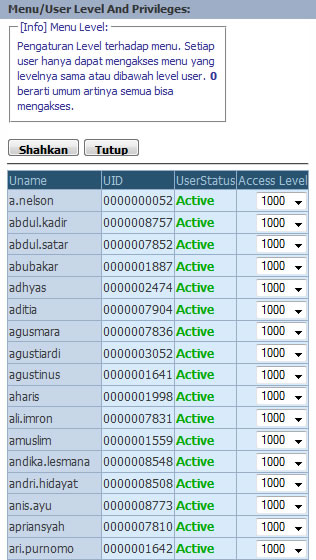 Menu/User Level And Privileges:
[Info] Menu Level:
Pengaturan Level terhadap menu. Setiap
user hanya dapat mengakses menu yang
levelnya sama atau dibawah level user. 0
berarti umum artinya semua bisa
mengakses.
Shahkan Tutup
Uname UID UserStatus Access Level
a.nelson 0000000052 Active 1000
abdul.kadir 0000008757 Active 1000
abdul.satar 0000007852 Active 1000
abubakar 0000001887 Active 1000
adhyas 0000002474 Active 1000
aditia 0000007904 Active 1000
agusmara 0000007836 Active 1000
agustiardi 0000003052 Active 1000
agustinus 0000001641 Active 1000
aharis 0000001998 Active 1000
ali.imron 0000007831 Active 1000
amuslim 0000001559 Active 1000
andika.lesmana 0000008548 Active 1000
andri.hidayat 0000008508 Active 1000
anis.ayu 0000008773 Active 1000
apriansyah 0000007810 Active 1000
ari.purnomo 0000001642 Active 1000